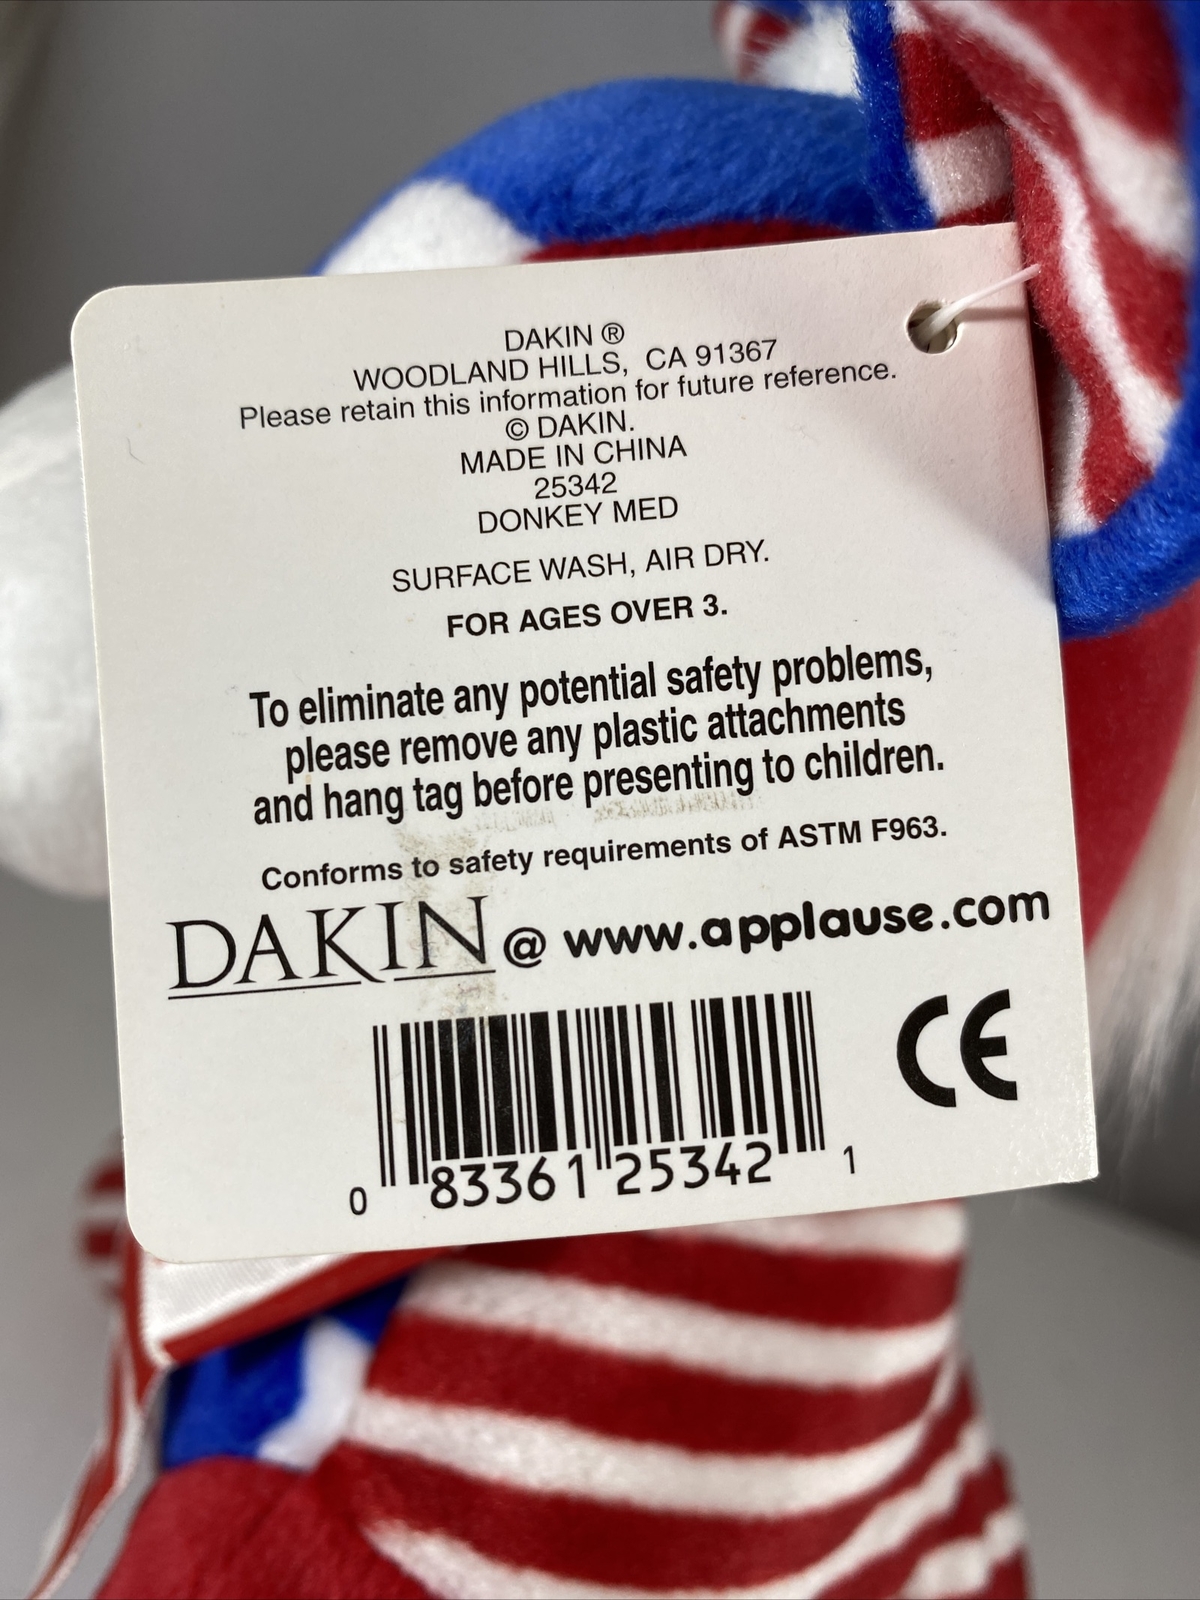 DAKIN ®
WOODLAND HILLS, CA 91367
Please retain this information for future reference.
© DAKIN.
MADE IN CHINA
25342
DONKEY MED
SURFACE WASH, AIR DRY.
FOR AGES OVER 3.
To eliminate any potential safety problems,
please remove any plastic attachments
and hang tag before presenting to children.
Conforms to safety requirements of ASTM F963.
DAKIN @ www.applause.com
CE
0 83361 25342 1